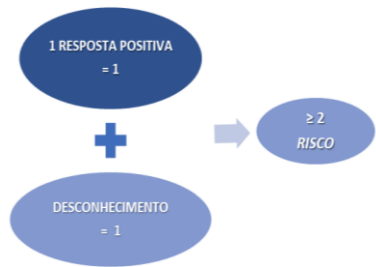 1 RESPOSTA POSITIVA
= 1
DESCONHECIMENTO
= 1
≥ 2
RISCO